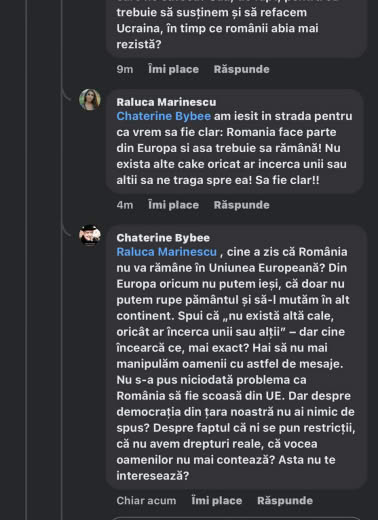 trebuie să susținem și să refacem
Ucraina, în timp ce românii abia mai
rezistă?
9m Îmi place Răspunde
Raluca Marinescu
Chaterine Bybee am iesit in strada pentru
ca vrem sa fie clar: Romania face parte
din Europa si asa trebuie sa rămână! Nu
exista alte cake oricat ar incerca unii sau
altii sa ne traga spre ea! Sa fie clar!!
4m Îmi place Răspunde
Chaterine Bybee
Raluca Marinescu , cine a zis că România
nu va rămâne în Uniunea Europeană? Din
Europa oricum nu putem ieși, că doar nu
putem rupe pământul și să-l mutăm în alt
continent. Spui că „nu există altă cale,
oricât ar încerca unii sau alții” – dar cine
încearcă ce, mai exact? Hai să nu mai
manipulăm oamenii cu astfel de mesaje.
Nu s-a pus niciodată problema ca
România să fie scoasă din UE. Dar despre
democrația din țara noastră nu ai nimic de
spus? Despre faptul că ni se pun restricții,
că nu avem drepturi reale, că vocea
oamenilor nu mai contează? Asta nu te
interesează?
Chiar acum Îmi place Răspunde